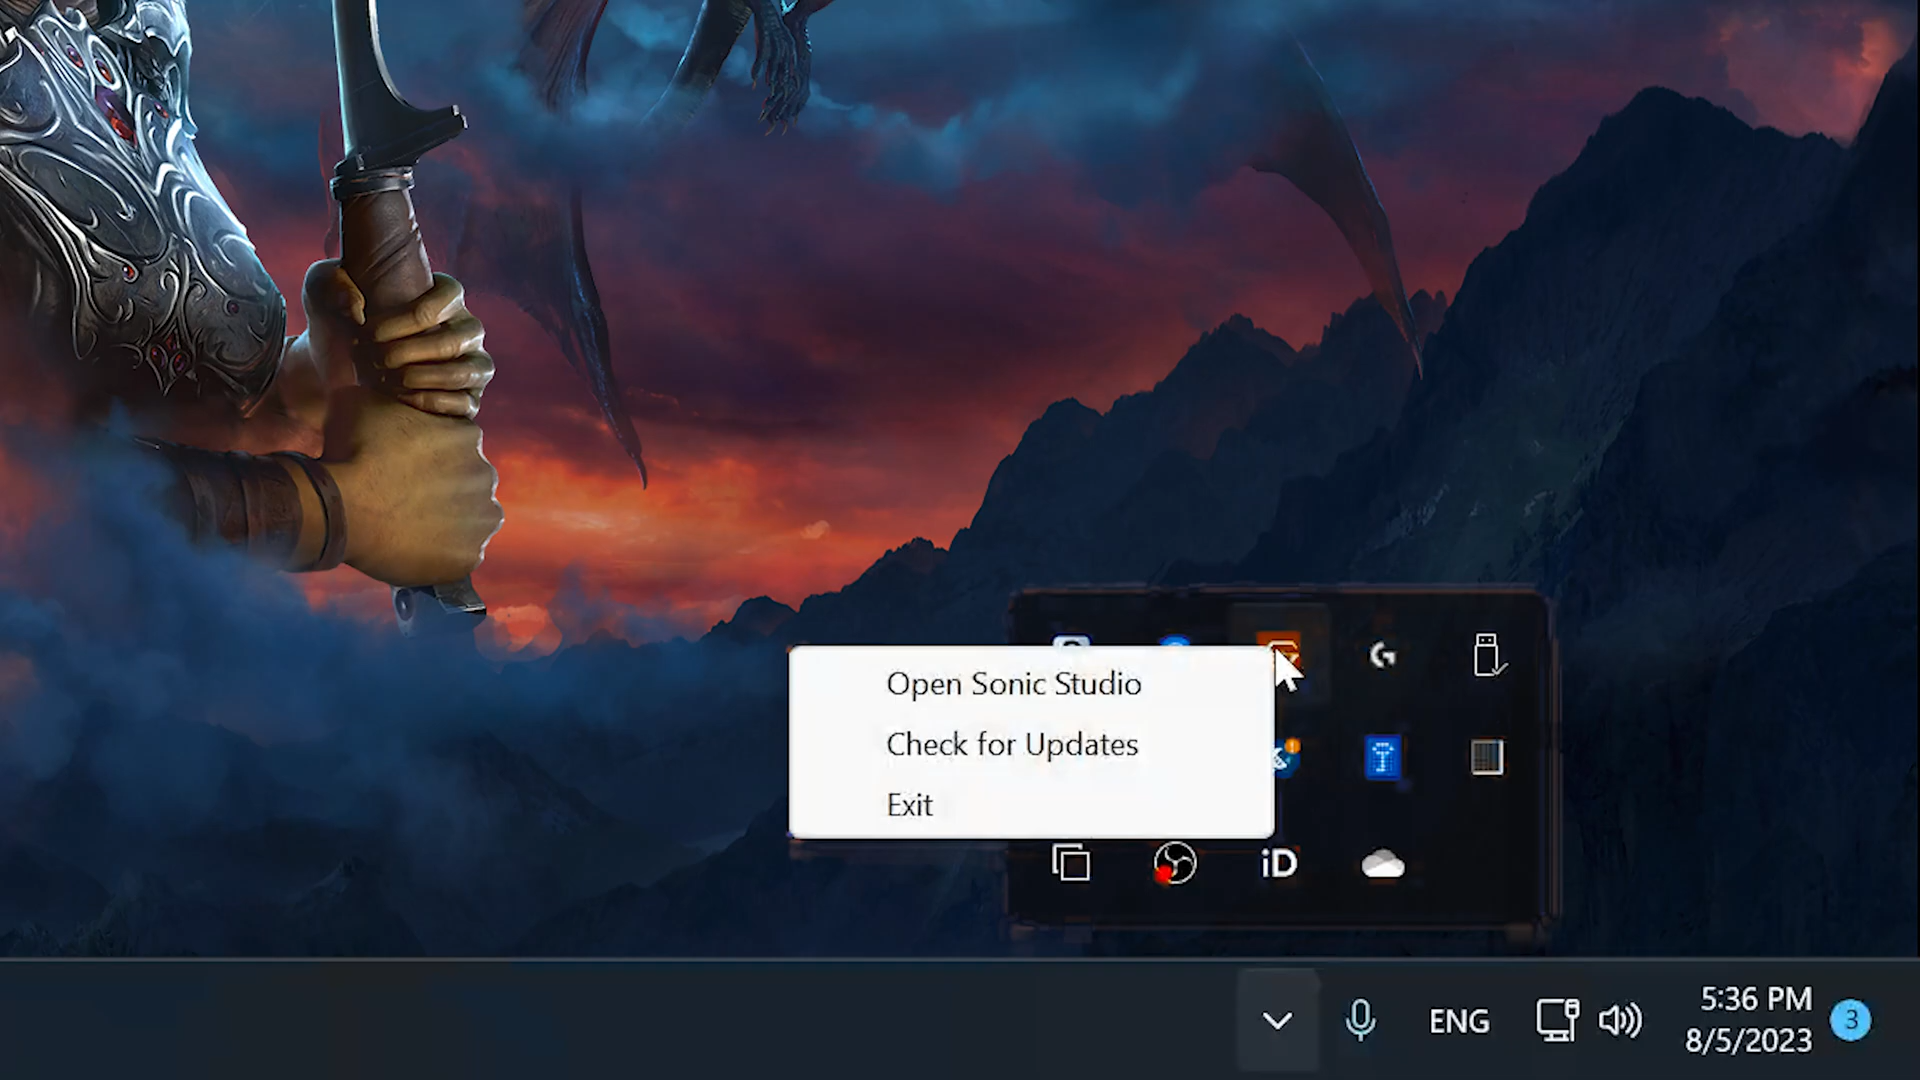 Open Sonic Studio
Check for Updates
Exit
iD
ENG
5:36 PM
8/5/2023
3